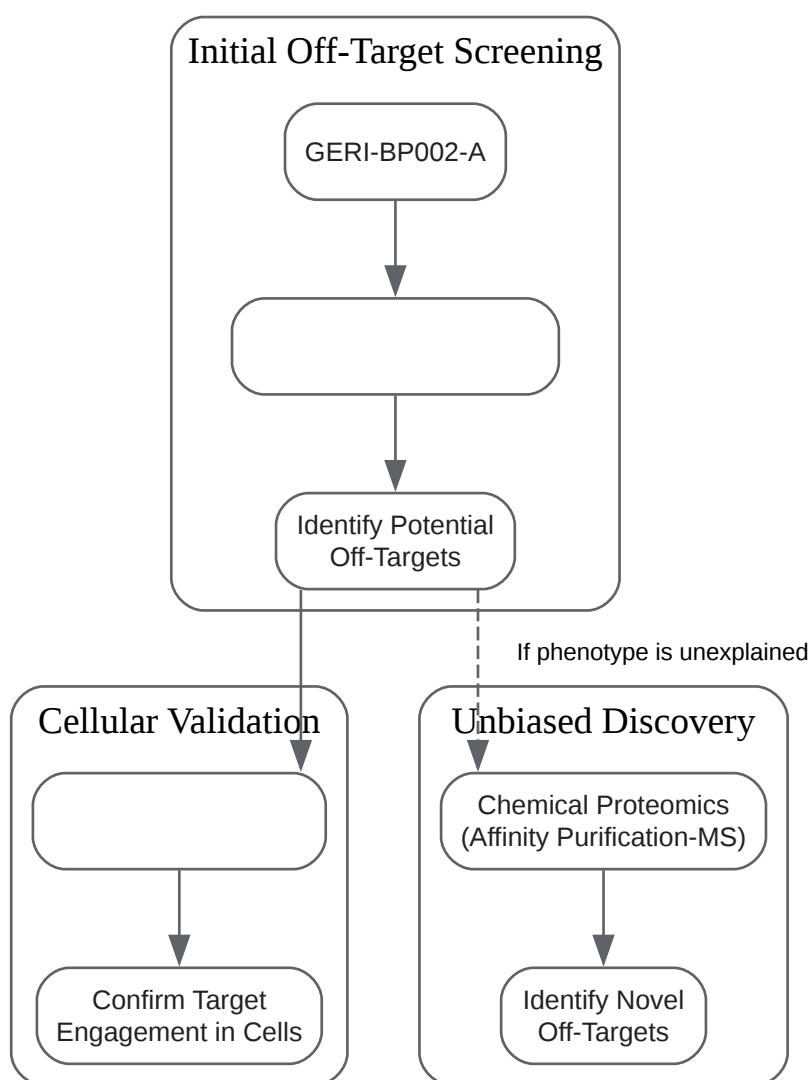 Initial Off-Target Screening
GERI-BP002-A
Identify Potential
Off-Targets
If phenotype is unexplained
Cellular Validation
Unbiased Discovery
Chemical Proteomics
(Affinity Purification-MS)
Confirm Target
Engagement in Cells
Identify Novel
Off-Targets